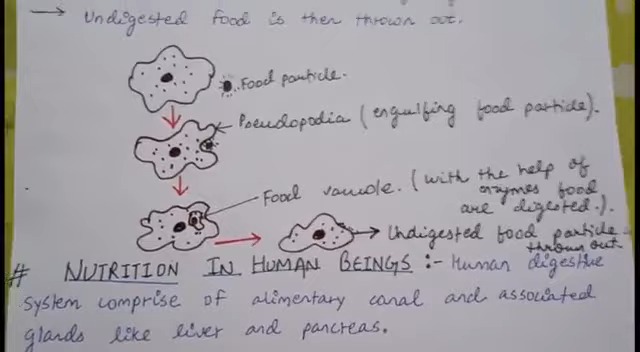 → Undigested food is then thrown out.
Food particle.
Pseudopodia (engulfing food particle).
Food vacuole. (with the help of
enzymes food
are digested.).
Undigested food particle
thrown out
# NUTRITION IN HUMAN BEINGS :- Human digestive
system comprise of alimentary canal and associated
glands like liver and pancreas.